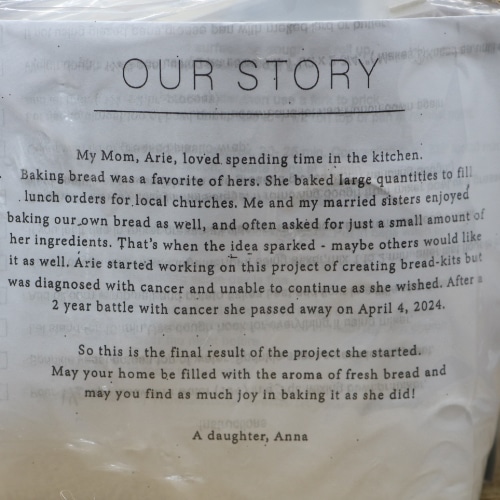 OUR STORY
My Mom, Arie, loved spending time in the kitchen.
Baking bread was a favorite of hers. She baked large quantities to fill
lunch orders for local churches. Me and my married sisters enjoyed
baking our own bread as well, and often asked for just a small amount of
her ingredients. That's when the idea sparked - maybe others would like
it as well. Arie started working on this project of creating bread-kits but
was diagnosed with cancer and unable to continue as she wished. After a
2 year battle with cancer she passed away on April 4, 2024.
So this is the final result of the project she started.
May your home be filled with the aroma of fresh bread and
may you find as much joy in baking it as she did!
A daughter, Anna